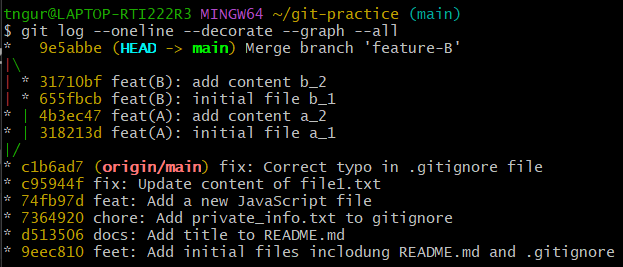 tngur@LAPTOP-RTI222R3 MINGW64 ~/git-practice (main)
$ git log --oneline --decorate --graph --all
*   9e5abbe (HEAD -> main) Merge branch 'feature-B'
|\
| * 31710bf feat(B): add content b_2
| * 655fbcb feat(B): initial file b_1
* | 4b3ec47 feat(A): add content a_2
* | 318213d feat(A): initial file a_1
|/
* c1b6ad7 (origin/main) fix: Correct typo in .gitignore file
* c95944f fix: Update content of file1.txt
* 74fb97d feat: Add a new JavaScript file
* 7364920 chore: Add private_info.txt to gitignore
* d513506 docs: Add title to README.md
* 9eec810 feet: Add initial files inclodung README.md and .gitignore